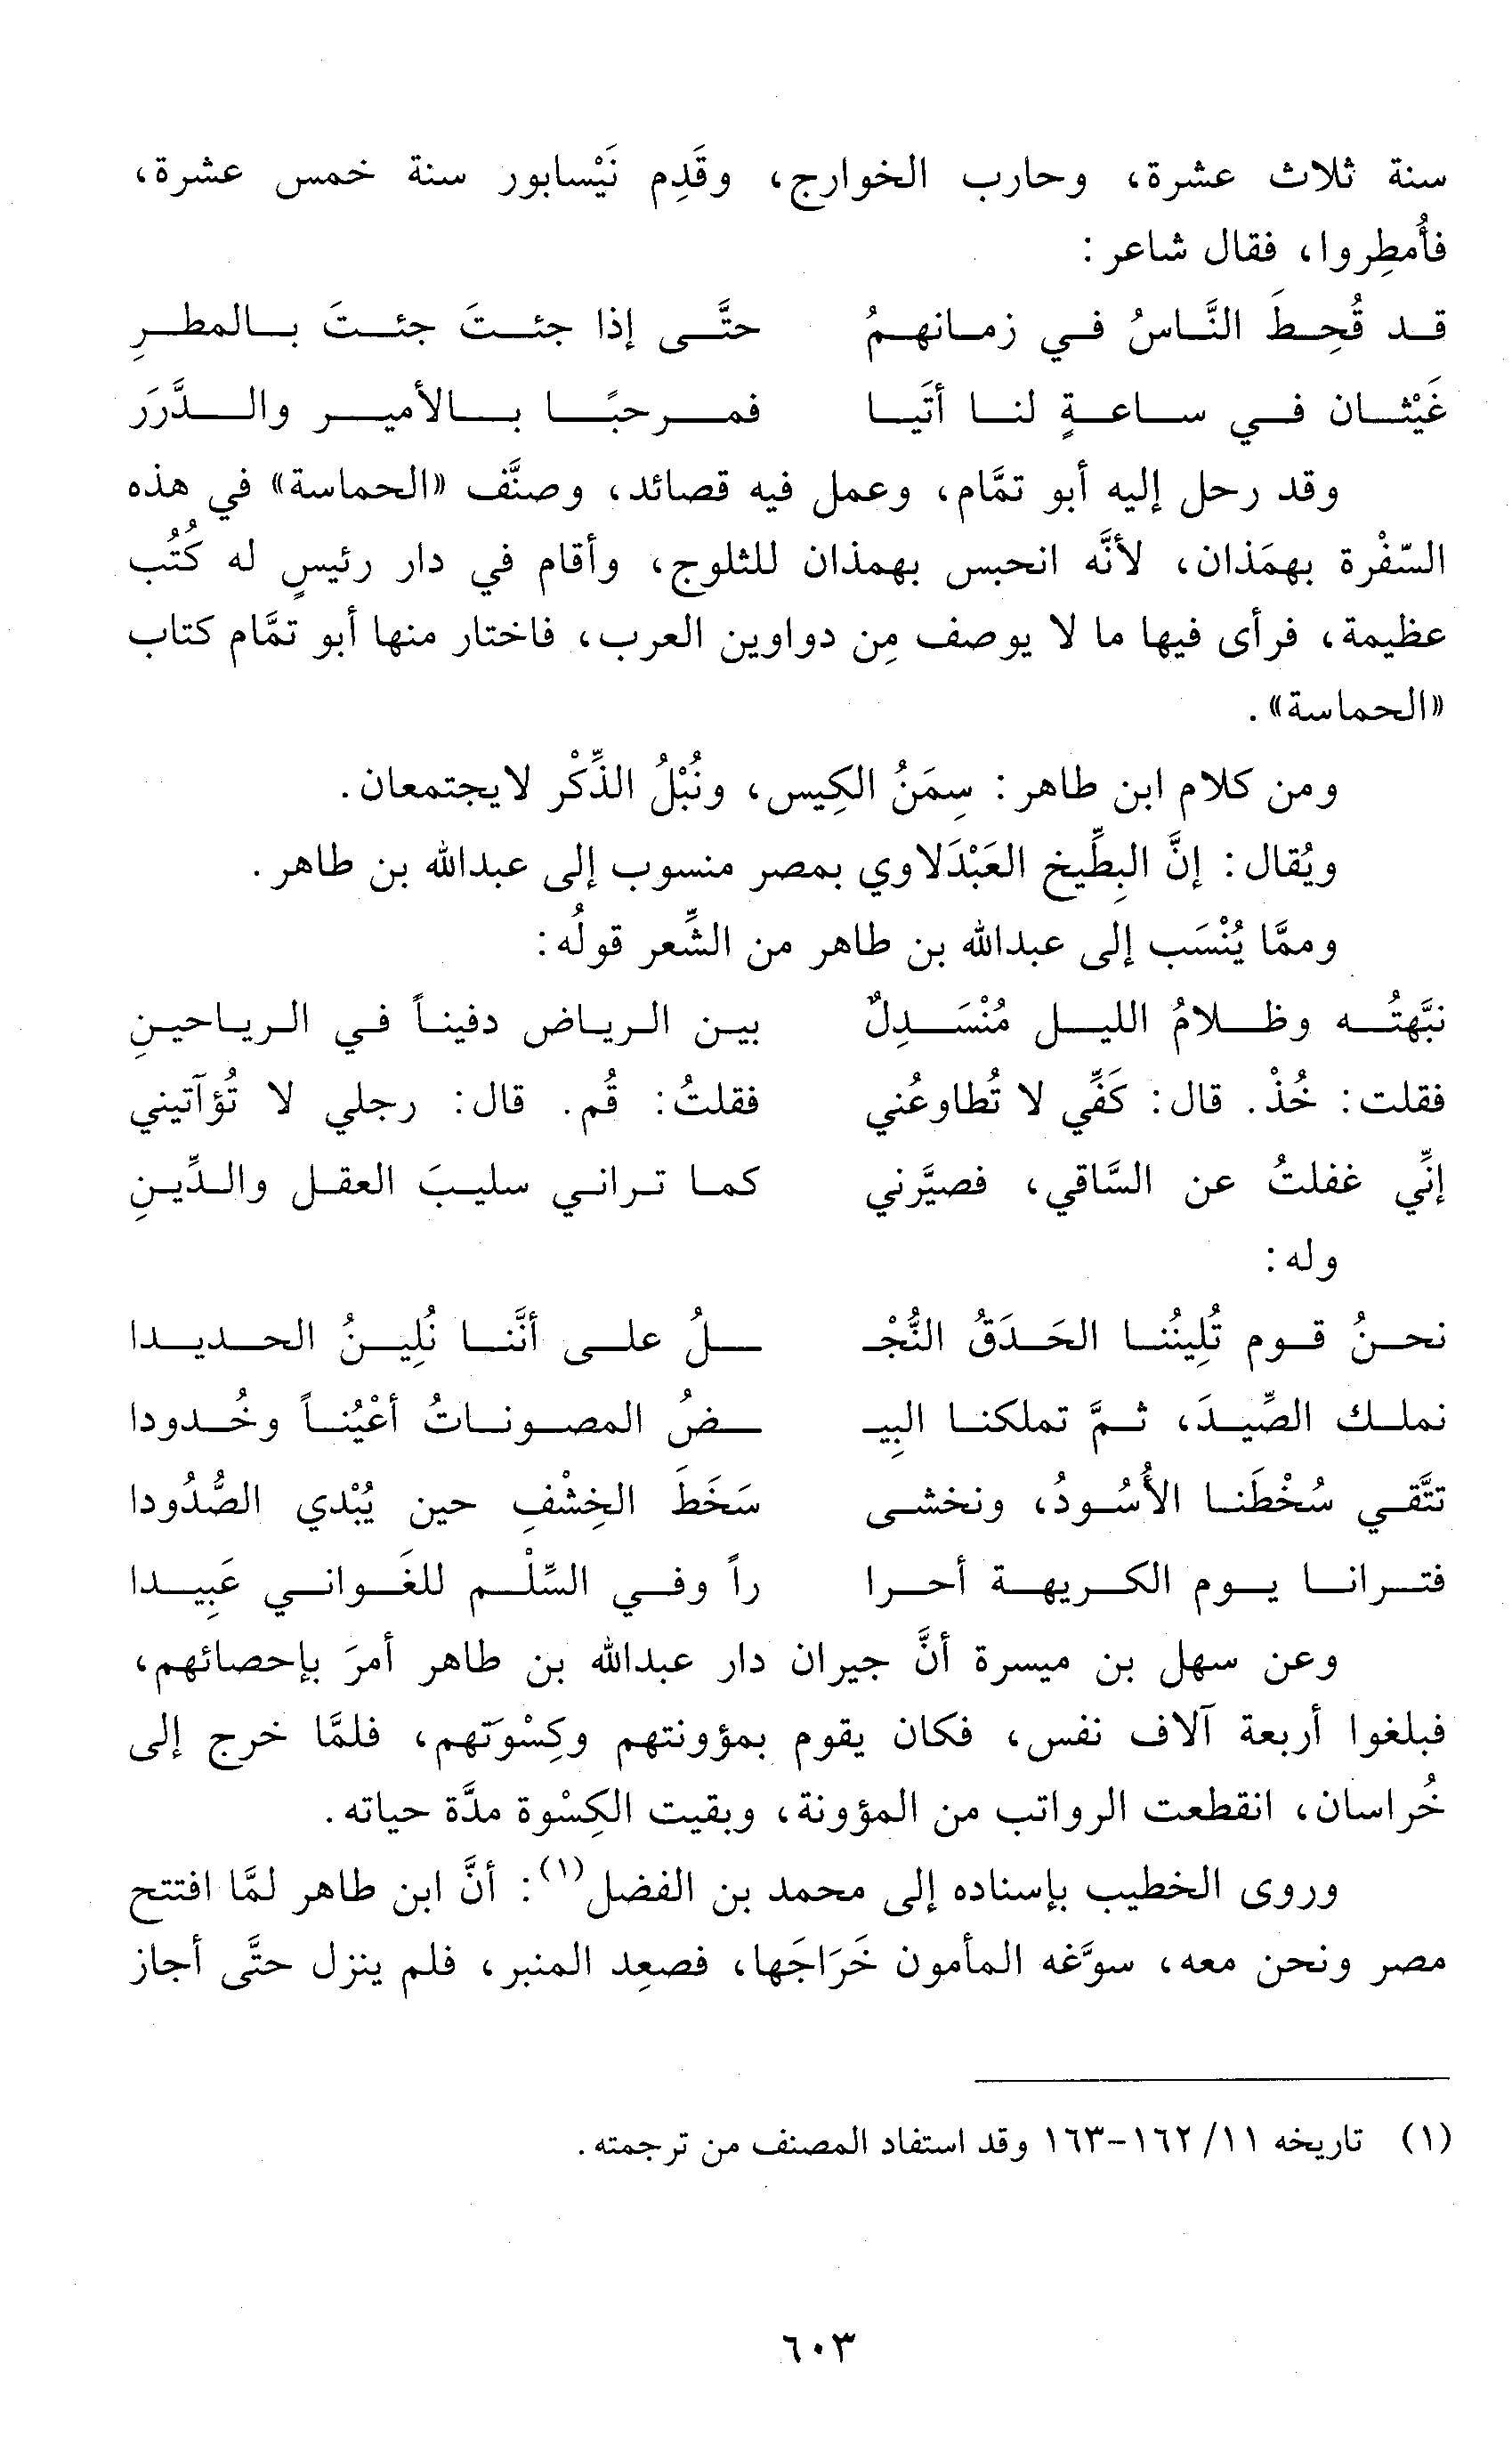 سنة ثلاث عشرة، وحارب الخوارج، وقَدِم نَيْسابور سنة خمس عشرة،
فأُمطِروا، فقال شاعر:
قد قُحِطَ النَّاسُ في زمانهمُ حتَّى إذا جئتَ جئتَ بالمطرِ
غَيْثان في ساعةٍ لنا أتَيا فمرحبًا بالأمير والدَّرَر
وقد رحل إليه أبو تمَّام، وعمل فيه قصائد، وصنَّف «الحماسة» في هذه
السّفْرة بهمَذان، لأنَّه انحبس بهمذان للثلوج، وأقام في دار رئيسٍ له كُتُب
عظيمة، فرأى فيها ما لا يوصف مِن دواوين العرب، فاختار منها أبو تمَّام كتاب
«الحماسة».
ومن كلام ابن طاهر: سِمَنُ الكِيس، ونُبْلُ الذِّكْر لايجتمعان.
ويُقال: إنَّ البِطِّيخ العَبْدَلاوي بمصر منسوب إلى عبدالله بن طاهر.
وممَّا يُنْسَب إلى عبدالله بن طاهر من الشِّعر قولُه:
نبَّهتُه وظلامُ الليل مُنْسَدِلٌ بين الرياض دفيناً في الرياحينِ
فقلت: خُذْ. قال: كَفِّي لا تُطاوعُني فقلتُ: قُم. قال: رجلي لا تُؤآتيني
إنِّي غفلتُ عن السَّاقي، فصيَّرني كما تراني سليبَ العقل والدِّينِ
وله:
نحنُ قوم تُلِينُنا الحَدَقُ النُّجْـ ـلُ على أنَّنا نُلِينُ الحديدا
نملك الصِّيدَ، ثمَّ تملكنا البِيـ ـضُ المصوناتُ أعْيُناً وخُدودا
تتَّقي سُخْطَنا الأُسُودُ، ونخشى سَخَطَ الخِشْفِ حين يُبْدي الصُّدُودا
فترانا يوم الكريهة أحرا راً وفي السِّلْم للغَواني عَبِيدا
وعن سهل بن ميسرة أنَّ جيران دار عبدالله بن طاهر أمرَ بإحصائهم،
فبلغوا أربعة آلاف نفس، فكان يقوم بمؤونتهم وكِسْوَتهم، فلمَّا خرج إلى
خُراسان، انقطعت الرواتب من المؤونة، وبقيت الكِسْوة مدَّة حياته.
وروى الخطيب بإسناده إلى محمد بن الفضل(١): أنَّ ابن طاهر لمَّا افتتح
مصر ونحن معه، سوَّغه المأمون خَرَاجَها، فصعِد المنبر، فلم ينزل حتَّى أجاز
(١) تاريخه ١١/ ١٦٢-١٦٣ وقد استفاد المصنف من ترجمته.
٦٠٣